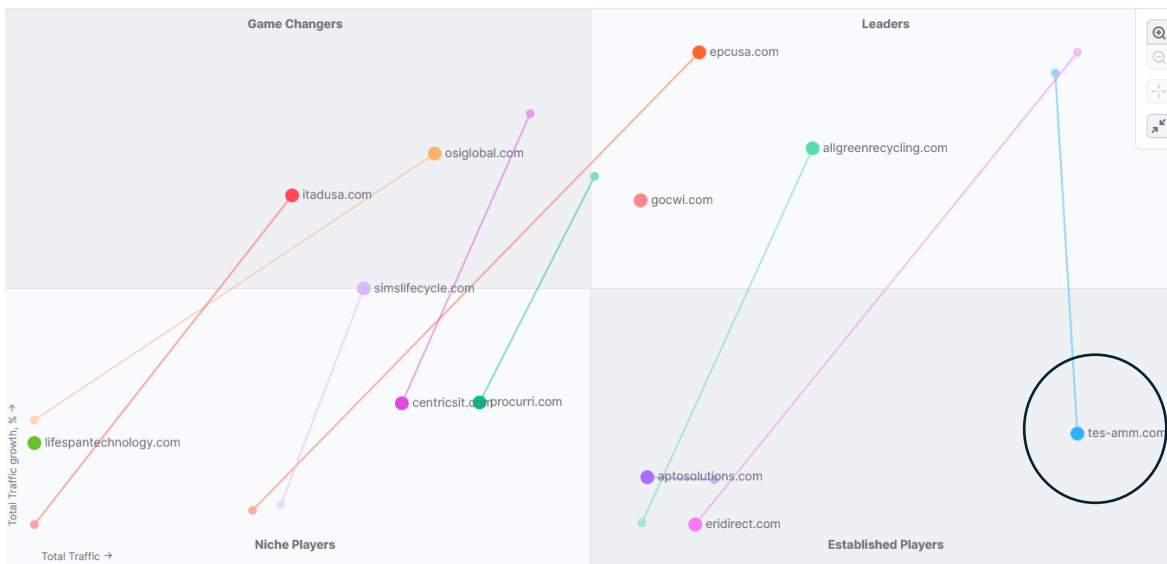 Game Changers
Leaders
epcusa.com
osiglobal.com
allgreenrecycling.com
itadusa.com
gocwi.com
simslifecycle.com
centricsit.com
procurri.com
tes-amm.com
lifespantechnology.com
aptosolutions.com
eridirect.com
Total Traffic growth, % →
Niche Players
Established Players
Total Traffic →